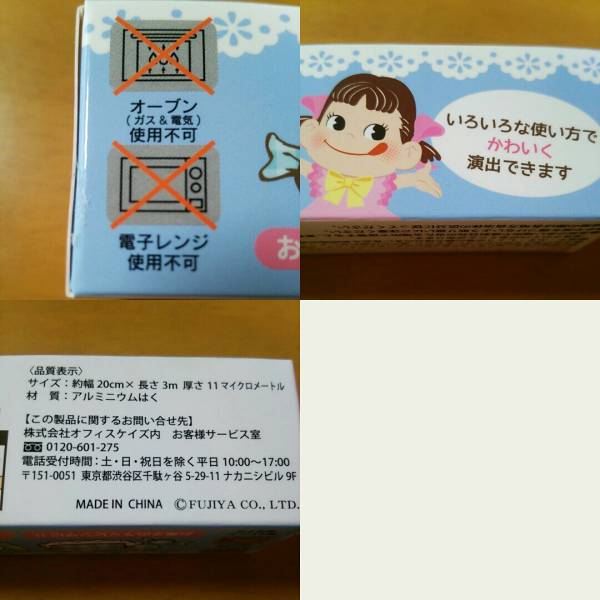 オーブン
(ガス&電気)
使用不可
電子レンジ
使用不可
お
いろいろな使い方で
かわいく
演出できます
〈品質表示〉
サイズ：約幅20cm×長さ3m 厚さ11マイクロメートル
材　質：アルミニウムはく
【この製品に関するお問い合せ先】
株式会社オフィスケイズ内　お客様サービス室
0120-601-275
電話受付時間：土・日・祝日を除く平日 10:00〜17:00
〒151-0051 東京都渋谷区千駄ヶ谷 5-29-11 ナカニシビル 9F
MADE IN CHINA ©FUJIYA CO., LTD.